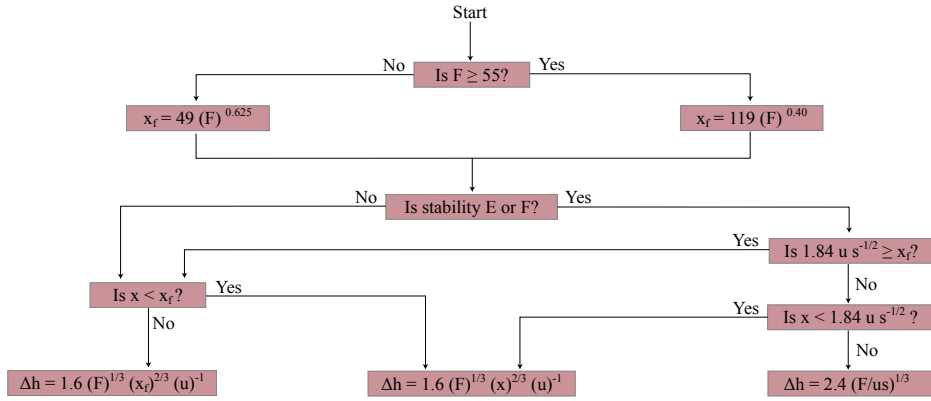 Start
No
Is F ≥ 55?
Yes
x_f = 49 (F)^0.625
x_f = 119 (F)^0.40
No
Is stability E or F?
Yes
Yes
Is 1.84 u s^-1/2 ≥ x_f?
Is x < x_f?
Yes
No
Yes
Is x < 1.84 u s^-1/2 ?
No
No
Δh = 1.6 (F)^1/3 (x_f)^2/3 (u)^-1
Δh = 1.6 (F)^1/3 (x)^2/3 (u)^-1
Δh = 2.4 (F/us)^1/3